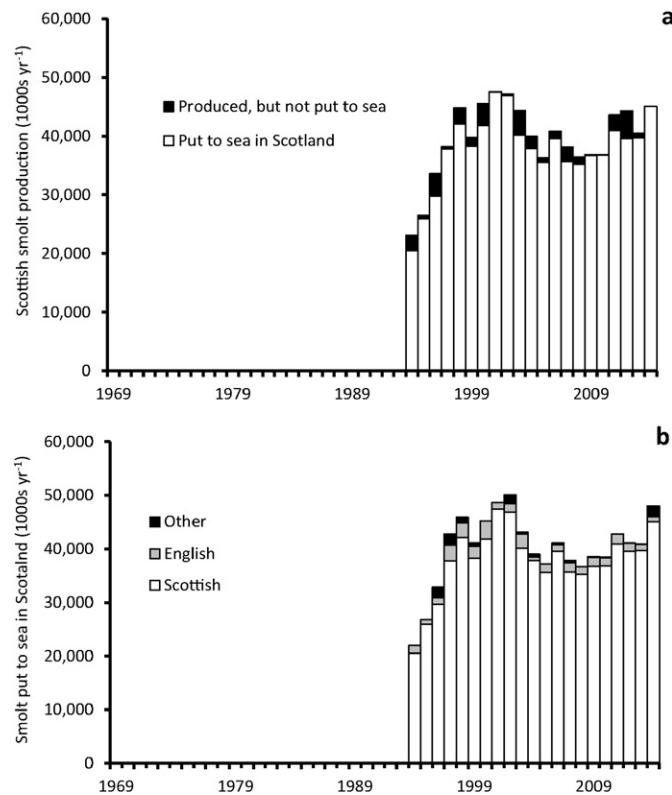 a
60,000
50,000
40,000
30,000
20,000
10,000
0
Scottish smolt production (1000s yr-1)
Produced, but not put to sea
Put to sea in Scotland
1969 1979 1989 1999 2009
b
60,000
50,000
40,000
30,000
20,000
10,000
0
Smolt put to sea in Scotalnd (1000s yr-1)
Other
English
Scottish
1969 1979 1989 1999 2009